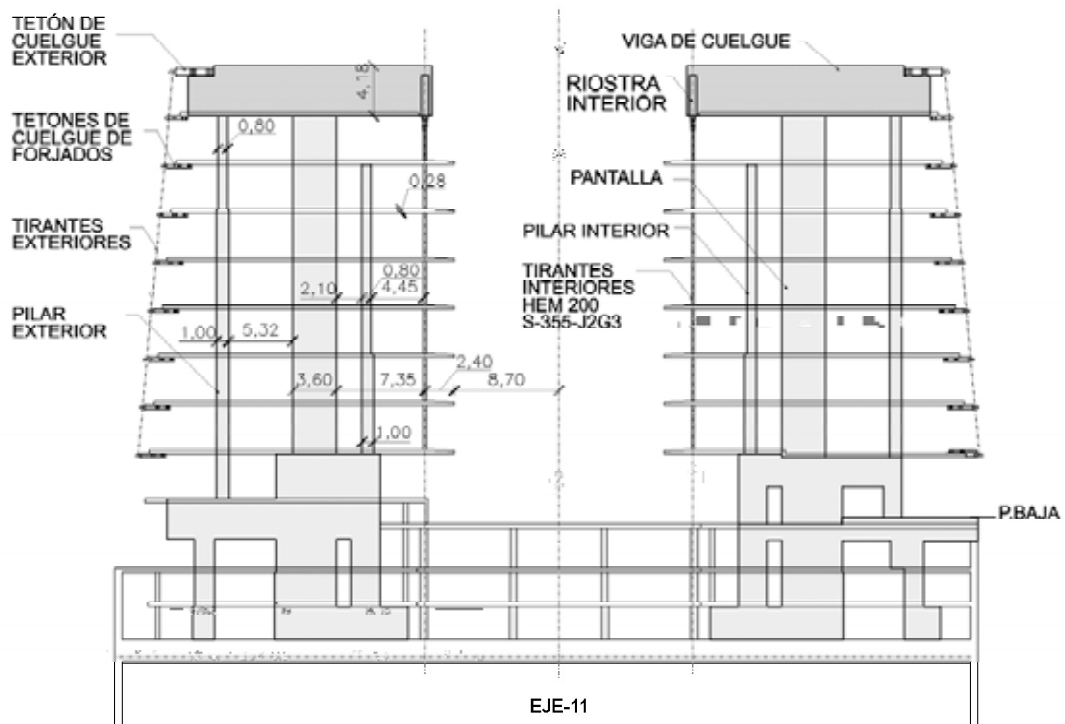 TETÓN DE
CUELGUE
EXTERIOR
VIGA DE CUELGUE
4,18
RIOSTRA
INTERIOR
TETONES DE
CUELGUE DE
FORJADOS
0,80
PANTALLA
0,28
TIRANTES
EXTERIORES
PILAR INTERIOR
TIRANTES
INTERIORES
HEM 200
S-355-J2G3
0,80
2,10
4,45
PILAR
EXTERIOR
1,00
5,32
2,40
3,60
7,35
8,70
1,00
P.BAJA
EJE-11